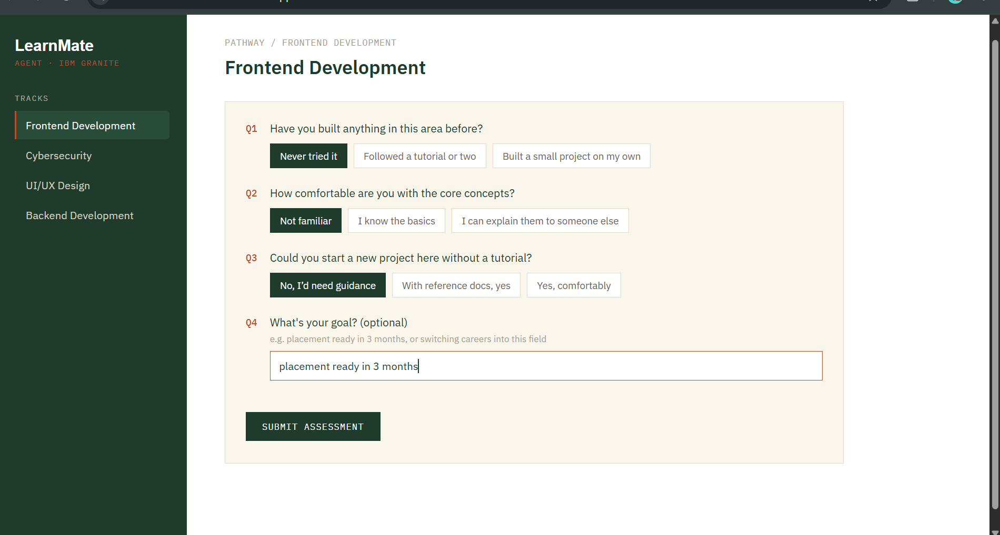 LearnMate
AGENT · IBM GRANITE
TRACKS
Frontend Development
Cybersecurity
UI/UX Design
Backend Development
PATHWAY / FRONTEND DEVELOPMENT
Frontend Development
Q1 Have you built anything in this area before?
Never tried it Followed a tutorial or two Built a small project on my own
Q2 How comfortable are you with the core concepts?
Not familiar I know the basics I can explain them to someone else
Q3 Could you start a new project here without a tutorial?
No, I’d need guidance With reference docs, yes Yes, comfortably
Q4 What's your goal? (optional)
e.g. placement ready in 3 months, or switching careers into this field
placement ready in 3 months
SUBMIT ASSESSMENT